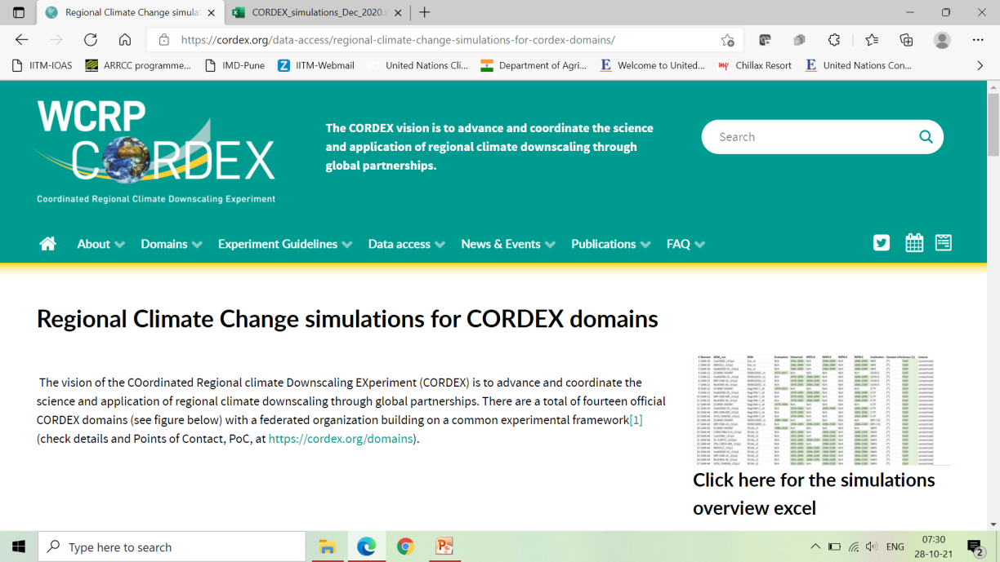 Regional Climate Change simulat
CORDEX_simulations_Dec_2020.x
https://cordex.org/data-access/regional-climate-change-simulations-for-cordex-domains/
IITM-IOAS
ARRCC programme...
IMD-Pune
IITM-Webmail
United Nations Cli...
Department of Agri...
Welcome to United...
Chillax Resort
United Nations Con...
WCRP
CORDEX
Coordinated Regional Climate Downscaling Experiment
The CORDEX vision is to advance and coordinate the science
and application of regional climate downscaling through
global partnerships.
Search
About
Domains
Experiment Guidelines
Data access
News & Events
Publications
FAQ
Regional Climate Change simulations for CORDEX domains
The vision of the COordinated Regional climate Downscaling EXperiment (CORDEX) is to advance and coordinate the
science and application of regional climate downscaling through global partnerships. There are a total of fourteen official
CORDEX domains (see figure below) with a federated organization building on a common experimental framework[1]
(check details and Points of Contact, PoC, at https://cordex.org/domains).
Click here for the simulations
overview excel
Type here to search
ENG
07:30
28-10-21
2